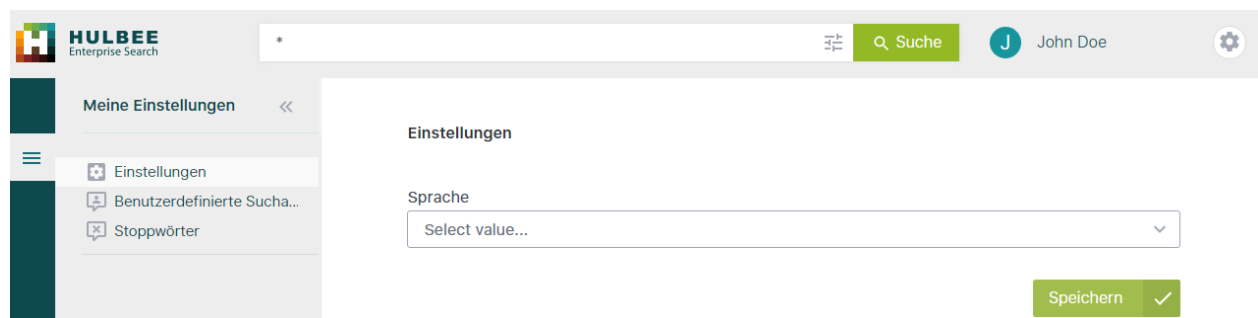 HULBEE
Enterprise Search
*
Suche
J
John Doe
Meine Einstellungen
Einstellungen
Benutzerdefinierte Sucha...
Stoppwörter
Einstellungen
Sprache
Select value...
Speichern